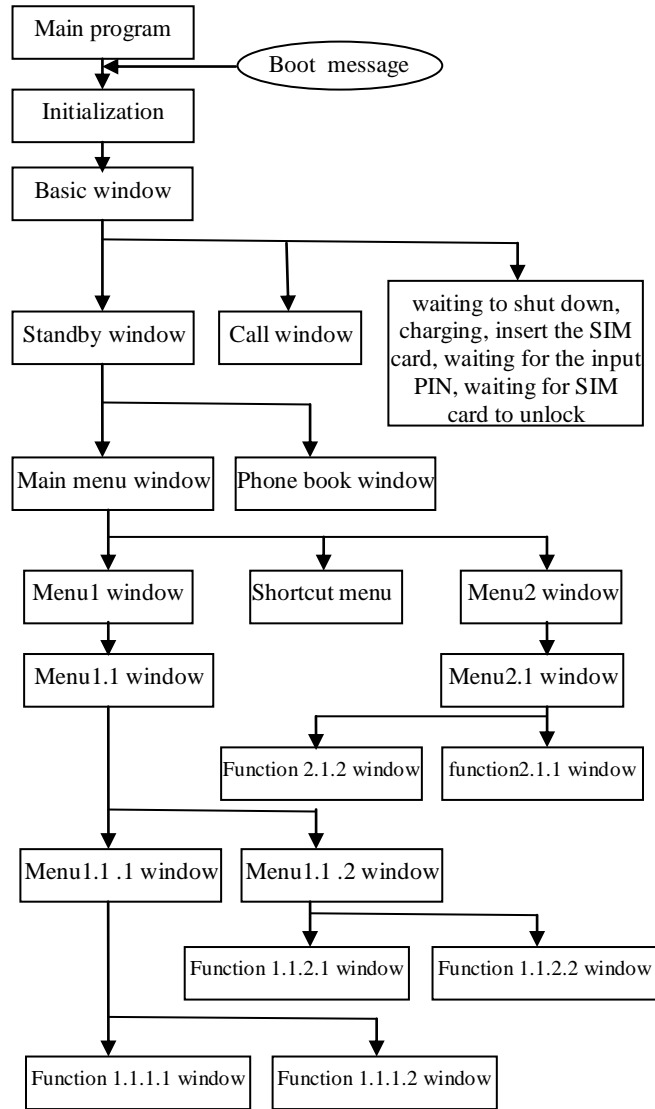 Main program
Boot message
Initialization
Basic window
Standby window
Call window
waiting to shut down,
charging, insert the SIM
card, waiting for the input
PIN, waiting for SIM
card to unlock
Main menu window
Phone book window
Menu1 window
Shortcut menu
Menu2 window
Menu1.1 window
Menu2.1 window
Function 2.1.2 window
function2.1.1 window
Menu1.1 .1 window
Menu1.1 .2 window
Function 1.1.2.1 window
Function 1.1.2.2 window
Function 1.1.1.1 window
Function 1.1.1.2 window